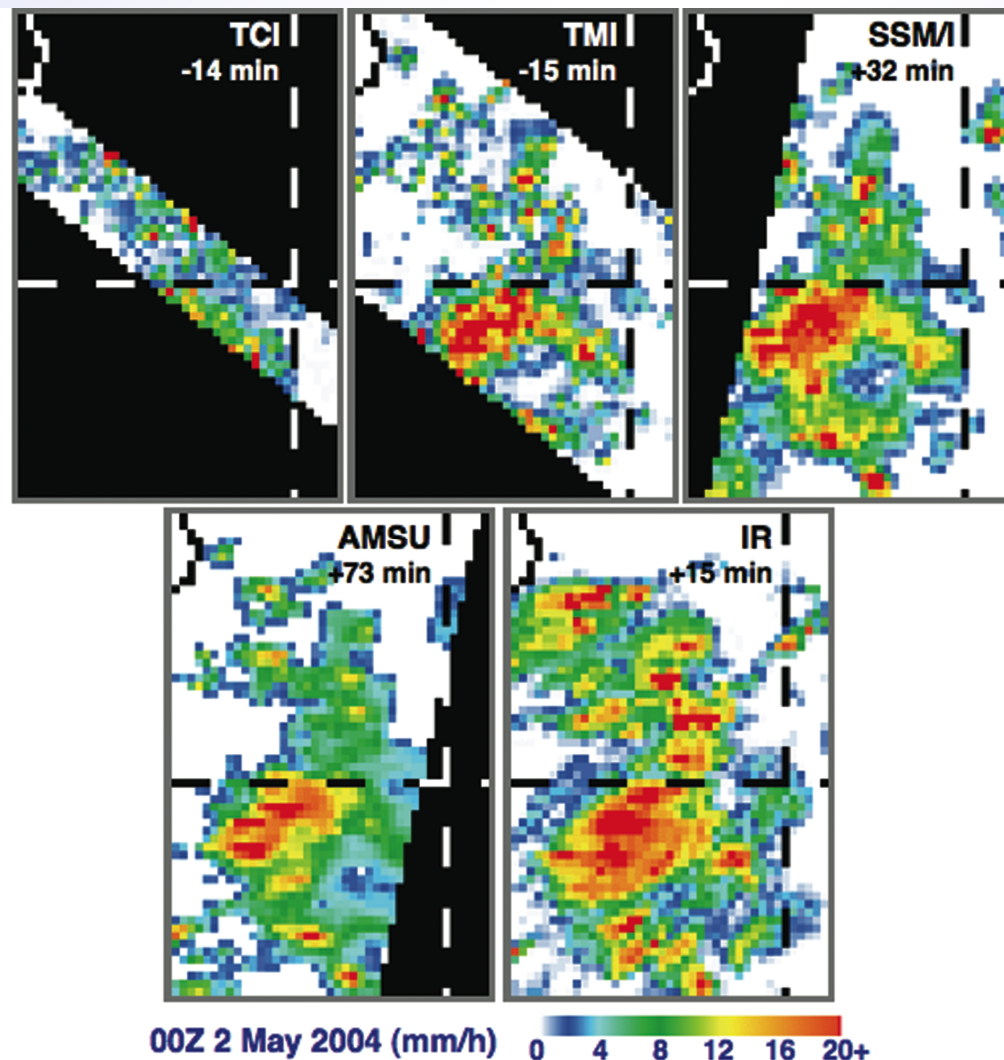 TCI
-14 min
TMI
-15 min
SSM/I
+32 min
AMSU
+73 min
IR
+15 min
00Z 2 May 2004 (mm/h)
0 4 8 12 16 20+